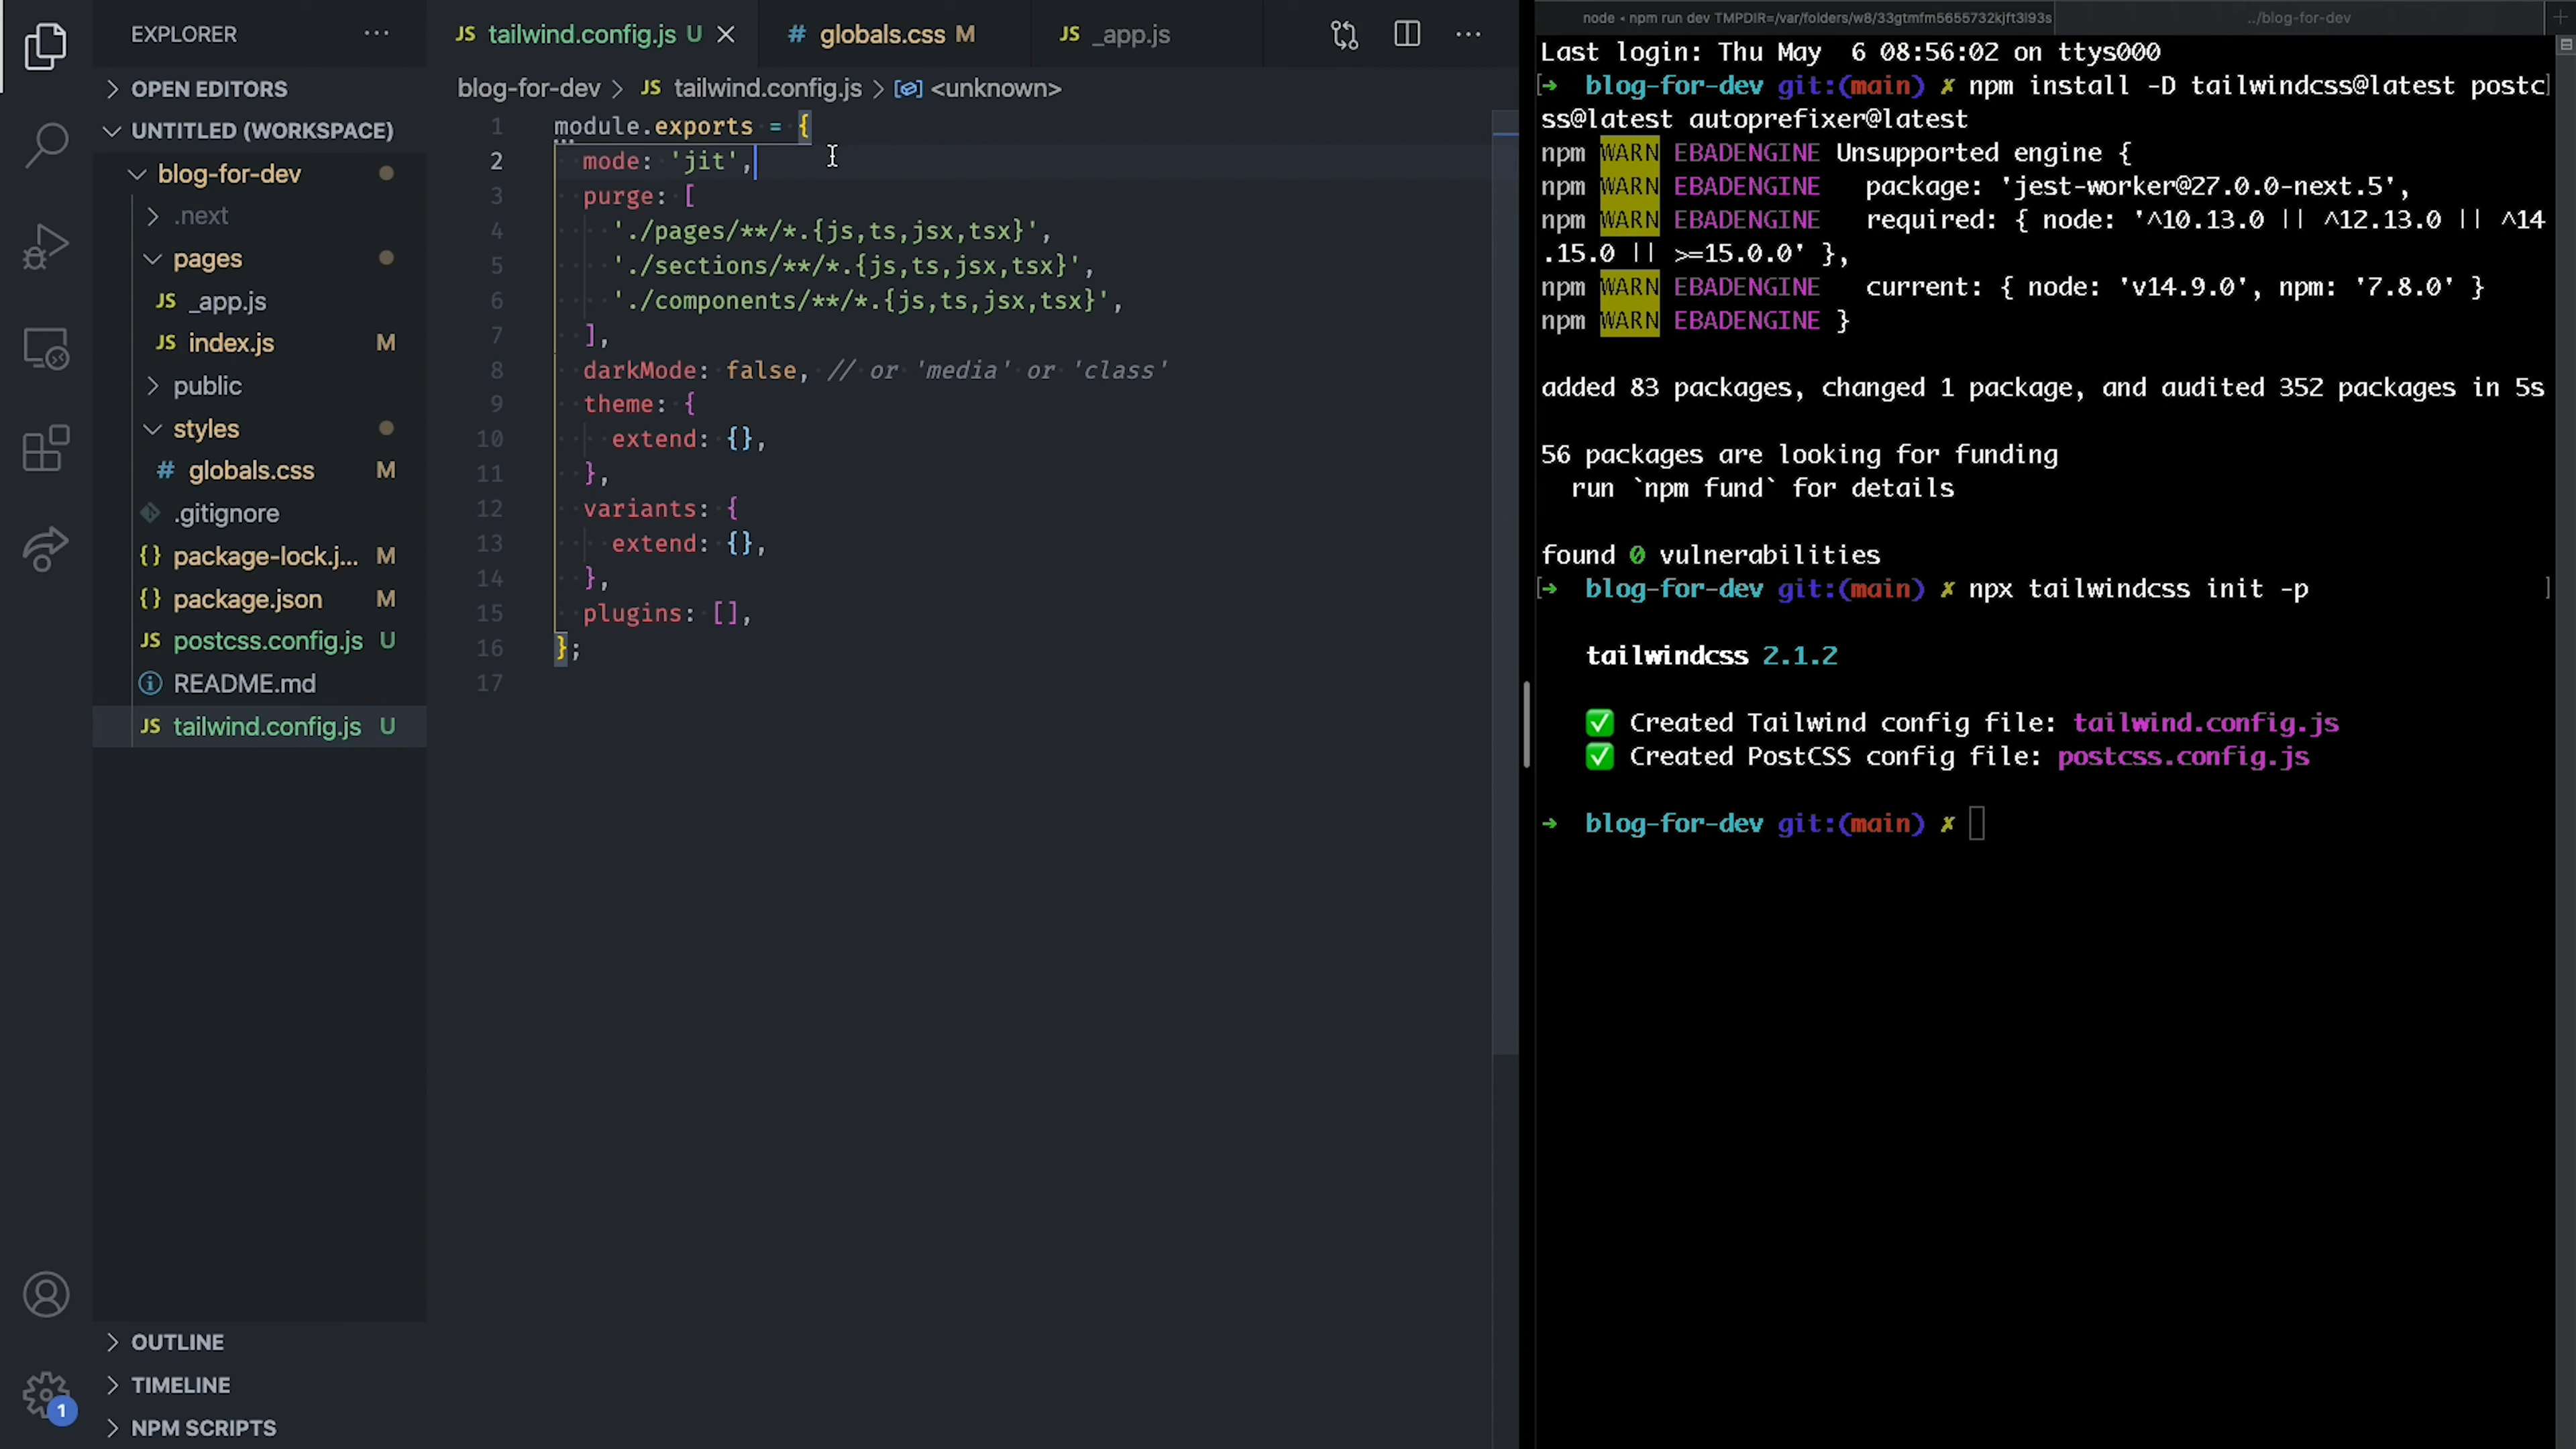 EXPLORER
OPEN EDITORS
UNTITLED (WORKSPACE)
blog-for-dev
.next
pages
JS _app.js
JS index.js M
public
styles
# globals.css M
.gitignore
{} package-lock.j... M
{} package.json M
JS postcss.config.js U
README.md
JS tailwind.config.js U
OUTLINE
TIMELINE
NPM SCRIPTS
1
JS tailwind.config.js U
# globals.css M
JS _app.js
blog-for-dev > JS tailwind.config.js > <unknown>
1 module.exports = {
2 mode: 'jit',
3 purge: [
4 './pages/**/*.{js,ts,jsx,tsx}',
5 './sections/**/*.{js,ts,jsx,tsx}',
6 './components/**/*.{js,ts,jsx,tsx}',
7 ],
8 darkMode: false, // or 'media' or 'class'
9 theme: {
10 extend: {},
11 },
12 variants: {
13 extend: {},
14 },
15 plugins: [],
16 };
17
node ◂ npm run dev TMPDIR=/var/folders/w8/33gtmfm5655732kjft3l93s
../blog-for-dev
Last login: Thu May  6 08:56:02 on ttys000
[➜ blog-for-dev git:(main) ✗ npm install -D tailwindcss@latest postc]
ss@latest autoprefixer@latest
npm WARN EBADENGINE Unsupported engine {
npm WARN EBADENGINE   package: 'jest-worker@27.0.0-next.5',
npm WARN EBADENGINE   required: { node: '^10.13.0 || ^12.13.0 || ^14
.15.0 || >=15.0.0' },
npm WARN EBADENGINE   current: { node: 'v14.9.0', npm: '7.8.0' }
npm WARN EBADENGINE }
added 83 packages, changed 1 package, and audited 352 packages in 5s
56 packages are looking for funding
run `npm fund` for details
found 0 vulnerabilities
[➜ blog-for-dev git:(main) ✗ npx tailwindcss init -p ]
tailwindcss 2.1.2
✅ Created Tailwind config file: tailwind.config.js
✅ Created PostCSS config file: postcss.config.js
➜ blog-for-dev git:(main) ✗